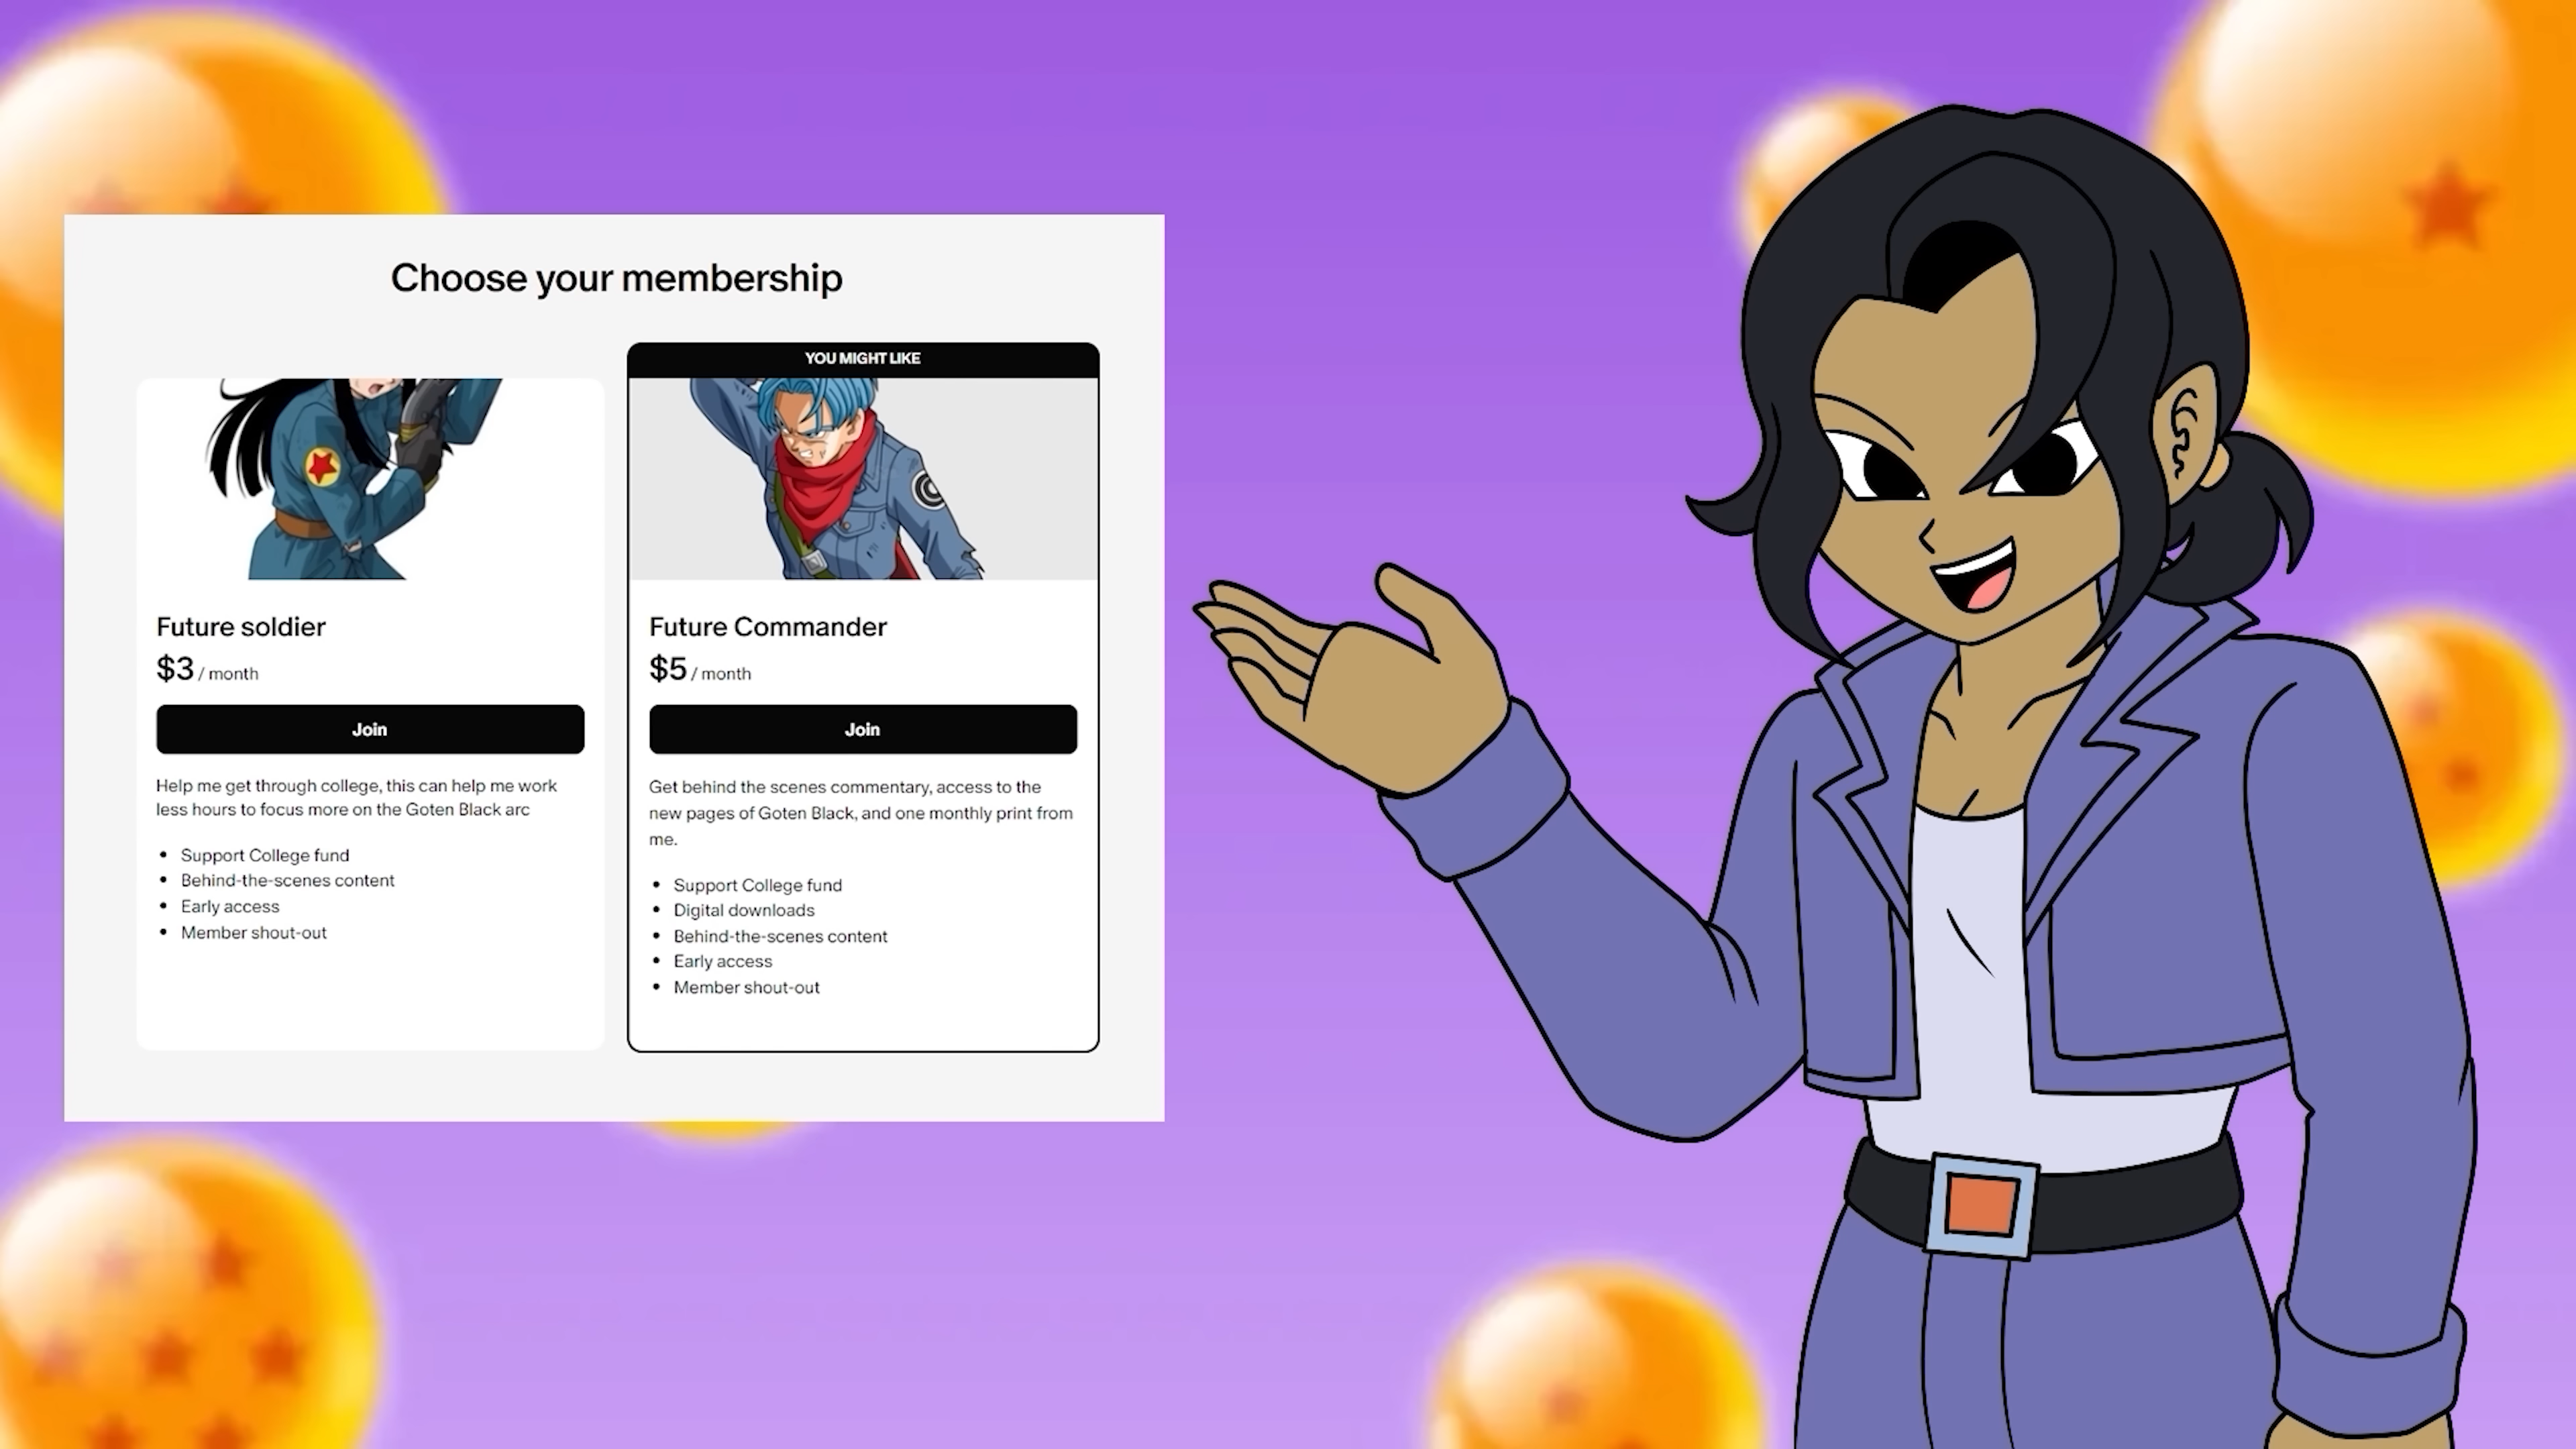 Choose your membership
Future soldier
$3 / month
Join
Help me get through college, this can help me work
less hours to focus more on the Goten Black arc
• Support College fund
• Behind-the-scenes content
• Early access
• Member shout-out
YOU MIGHT LIKE
Future Commander
$5 / month
Join
Get behind the scenes commentary, access to the
new pages of Goten Black, and one monthly print from
me.
• Support College fund
• Digital downloads
• Behind-the-scenes content
• Early access
• Member shout-out